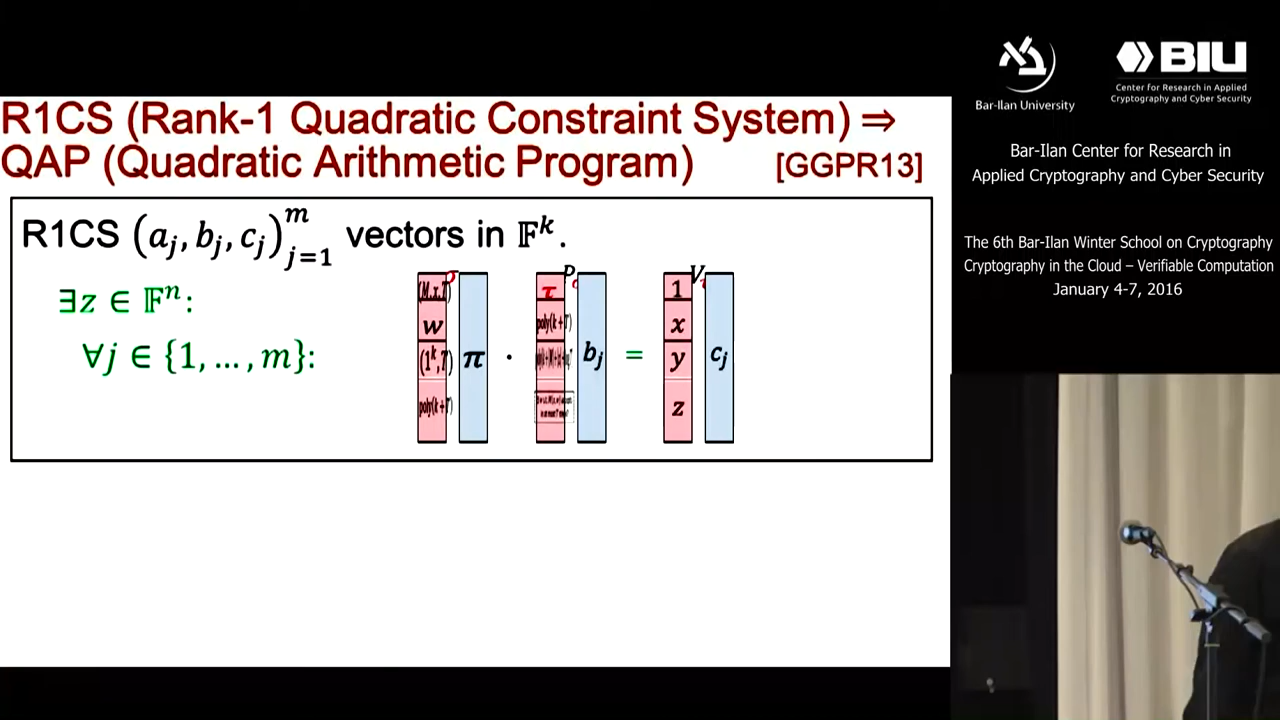 R1CS (Rank-1 Quadratic Constraint System) ⇒
QAP (Quadratic Arithmetic Program) [GGPR13]
R1CS (a_j, b_j, c_j)_{j=1}^m vectors in 𝔽^k.
∃z ∈ 𝔽^n:
∀j ∈ {1, …, m}:
(M,x,T) σ
w
(1^k,T)
poly(k+T)
π ·
τ P
poly(k+T)
b_j =
1 V
x
y
z
c_j
BIU
Bar-Ilan University
Center for Research in Applied
Cryptography and Cyber Security
Bar-Ilan Center for Research in
Applied Cryptography and Cyber Security
The 6th Bar-Ilan Winter School on Cryptography
Cryptography in the Cloud – Verifiable Computation
January 4-7, 2016